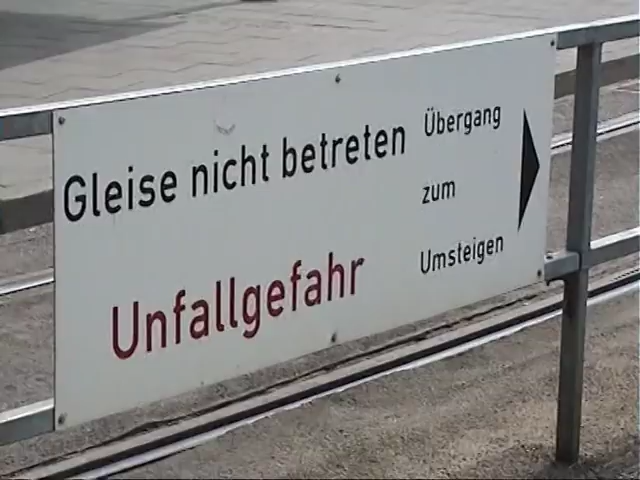 Gleise nicht betreten
Unfallgefahr
Übergang
zum
Umsteigen